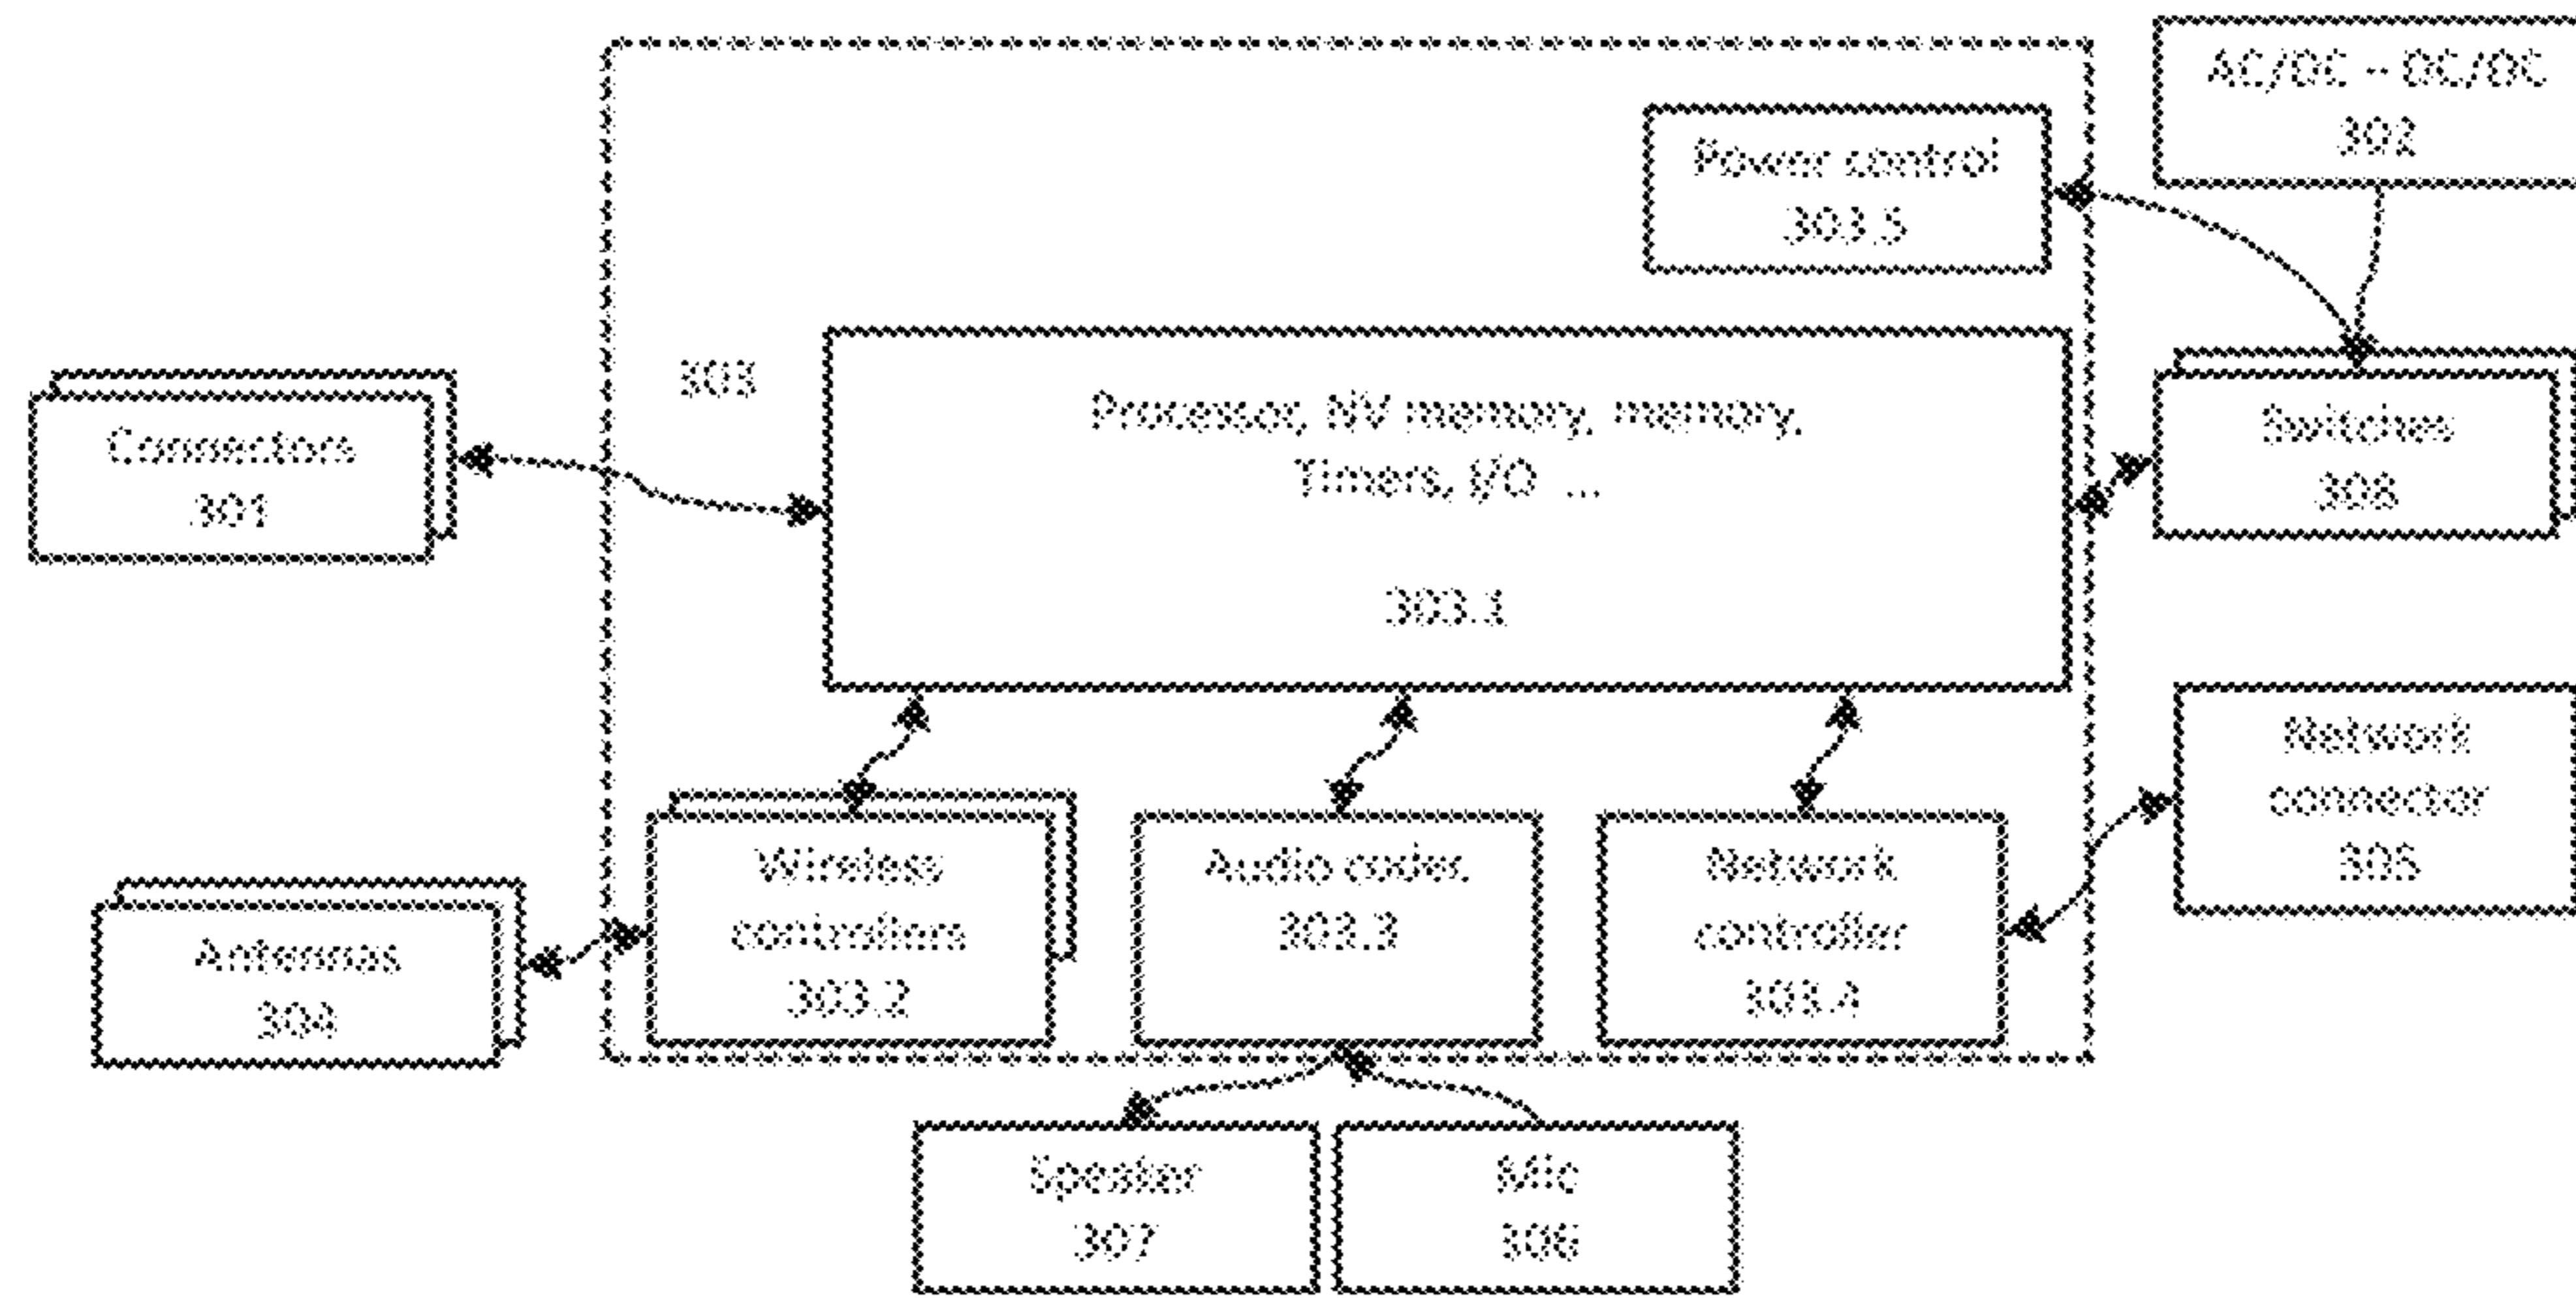 AC/DC - DC/DC
302
Power control
303.5
303
Processor, NV memory, memory,
Timers, I/O ...
303.1
Connectors
301
Switches
308
Network
connector
305
Wireless
controllers
303.2
Audio codec
303.3
Network
controller
303.4
Antennas
304
Speaker
307
Mic
306